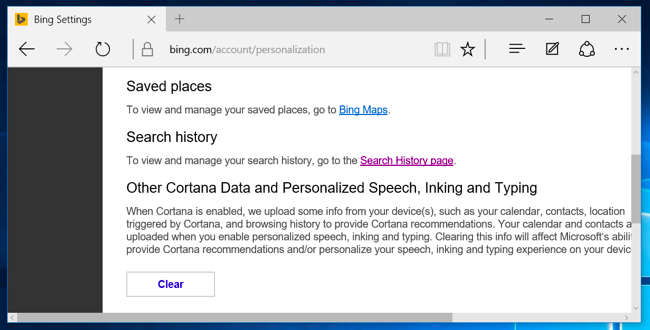 Bing Settings
bing.com/account/personalization
Saved places
To view and manage your saved places, go to Bing Maps.
Search history
To view and manage your search history, go to the Search History page.
Other Cortana Data and Personalized Speech, Inking and Typing
When Cortana is enabled, we upload some info from your device(s), such as your calendar, contacts, location
triggered by Cortana, and browsing history to provide Cortana recommendations. Your calendar and contacts a
uploaded when you enable personalized speech, inking and typing. Clearing this info will affect Microsoft's abili
provide Cortana recommendations and/or personalize your speech, inking and typing experience on your devic
Clear